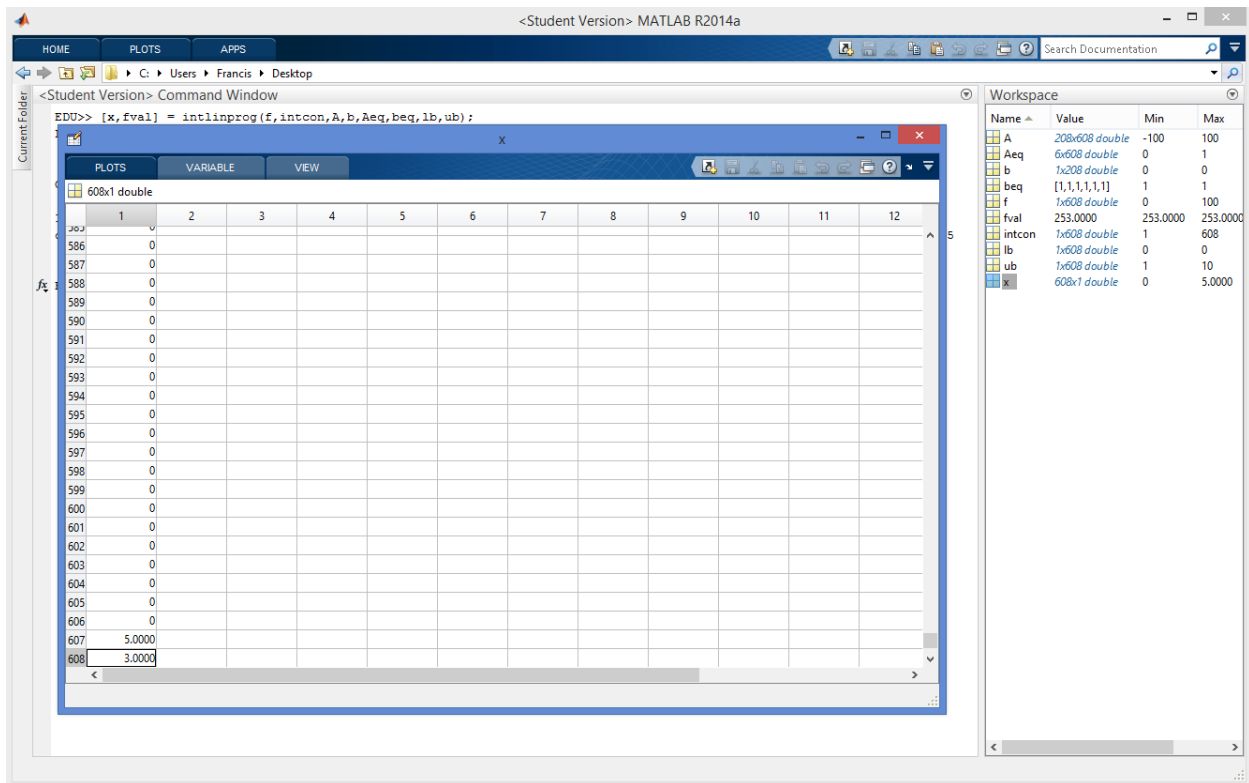 <Student Version> MATLAB R2014a
HOME PLOTS APPS
Search Documentation
C: Users Francis Desktop
Current Folder
<Student Version> Command Window
EDU>> [x,fval] = intlinprog(f,intcon,A,b,Aeq,beq,lb,ub);
x
PLOTS VARIABLE VIEW
608x1 double
1 2 3 4 5 6 7 8 9 10 11 12
585 0
586 0
587 0
588 0
589 0
590 0
591 0
592 0
593 0
594 0
595 0
596 0
597 0
598 0
599 0
600 0
601 0
602 0
603 0
604 0
605 0
606 0
607 5.0000
608 3.0000
5
fx
Workspace
Name Value Min Max
A 208x608 double -100 100
Aeq 6x608 double 0 1
b 1x208 double 0 0
beq [1,1,1,1,1,1] 1 1
f 1x608 double 0 100
fval 253.0000 253.0000 253.0000
intcon 1x608 double 1 608
lb 1x608 double 0 0
ub 1x608 double 1 10
x 608x1 double 0 5.0000